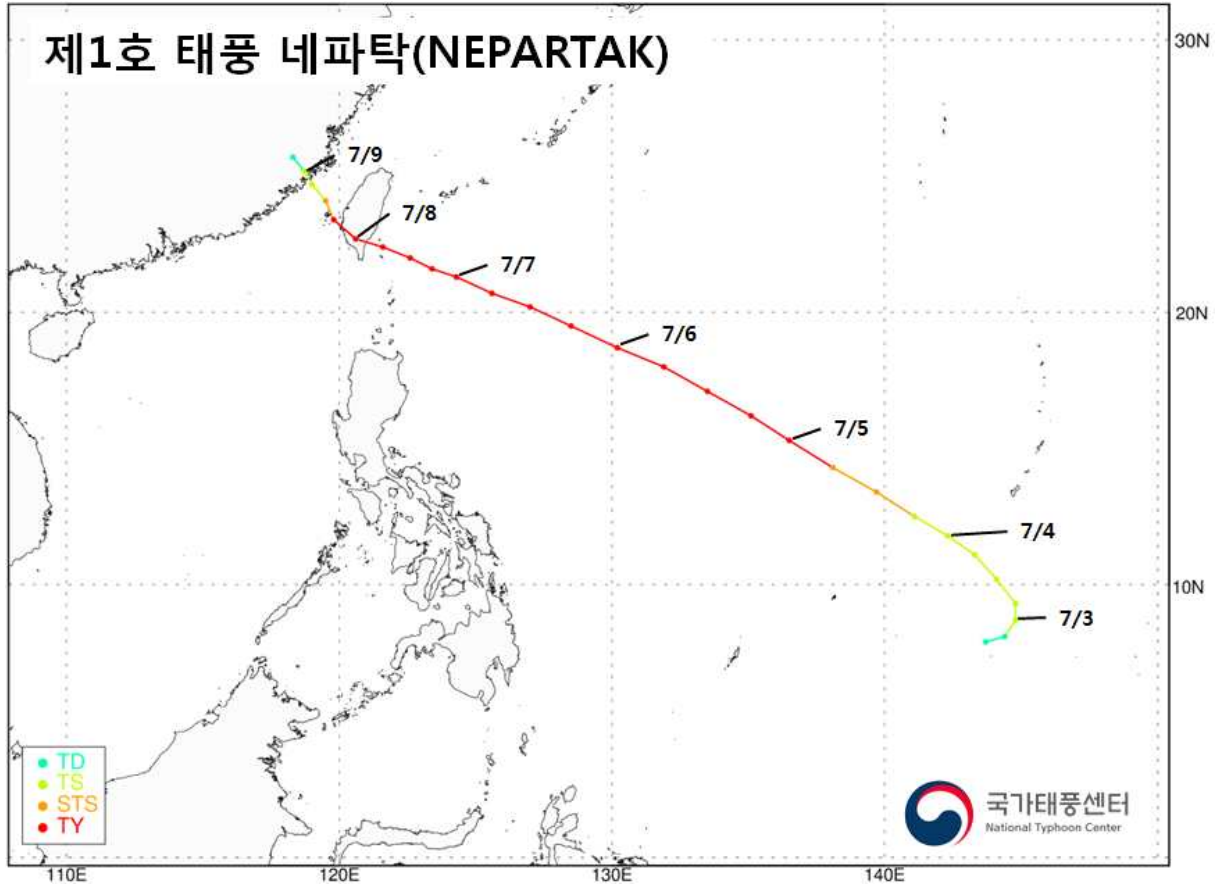 제1호 태풍 네파탁(NEPARTAK)
30N
7/9
7/8
7/7
20N
7/6
7/5
7/4
10N
7/3
TD
TS
STS
TY
국가태풍센터
National Typhoon Center
110E
120E
130E
140E